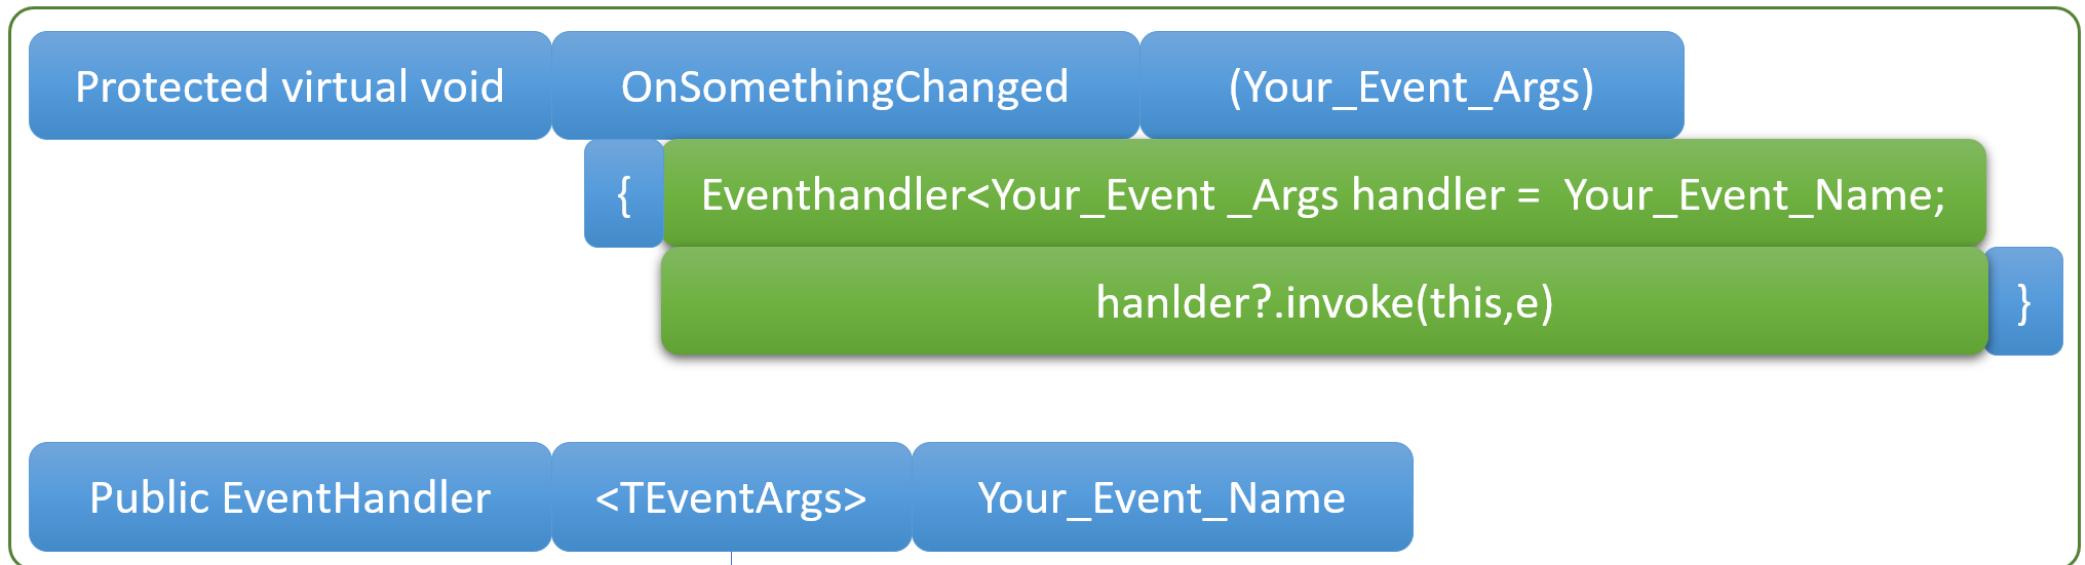 Protected virtual void OnSomethingChanged (Your_Event_Args)
{ Eventhandler<Your_Event _Args handler = Your_Event_Name;
hanlder?.invoke(this,e) }
Public EventHandler <TEventArgs> Your_Event_Name